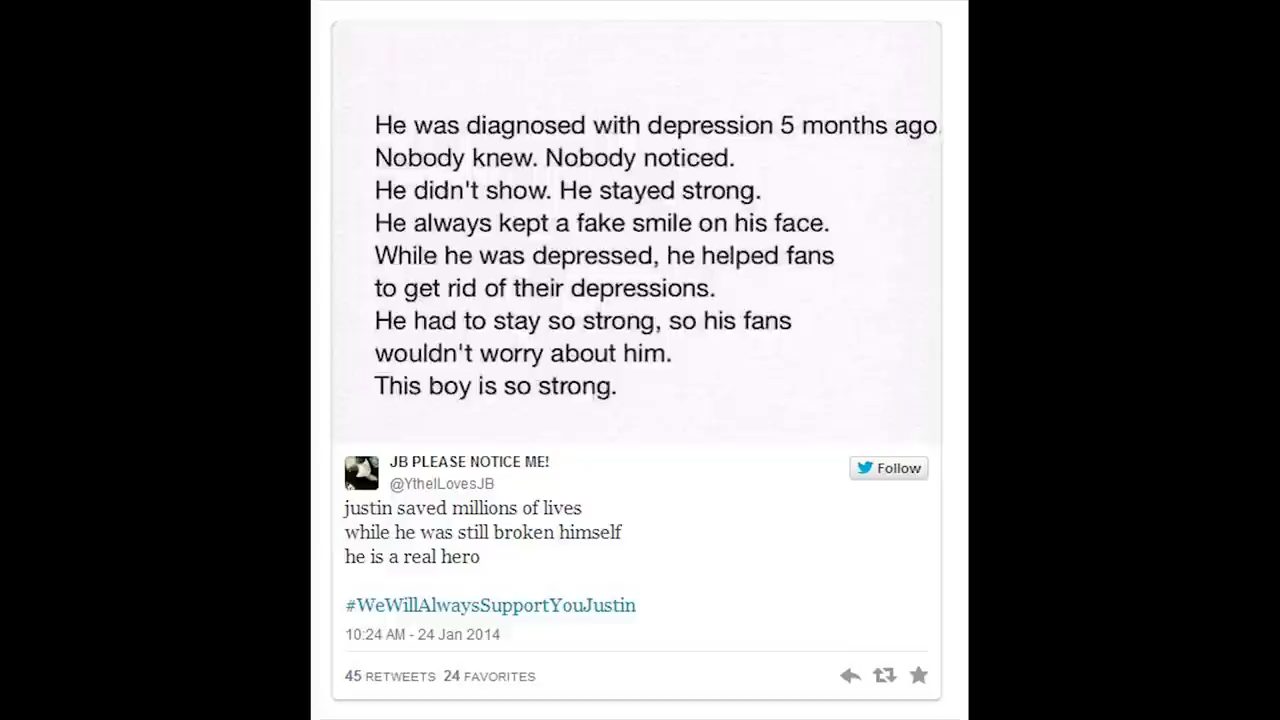 He was diagnosed with depression 5 months ago.
Nobody knew. Nobody noticed.
He didn't show. He stayed strong.
He always kept a fake smile on his face.
While he was depressed, he helped fans
to get rid of their depressions.
He had to stay so strong, so his fans
wouldn't worry about him.
This boy is so strong.
JB PLEASE NOTICE ME!
@YthelLovesJB
Follow
justin saved millions of lives
while he was still broken himself
he is a real hero
#WeWillAlwaysSupportYouJustin
10:24 AM - 24 Jan 2014
45 RETWEETS 24 FAVORITES